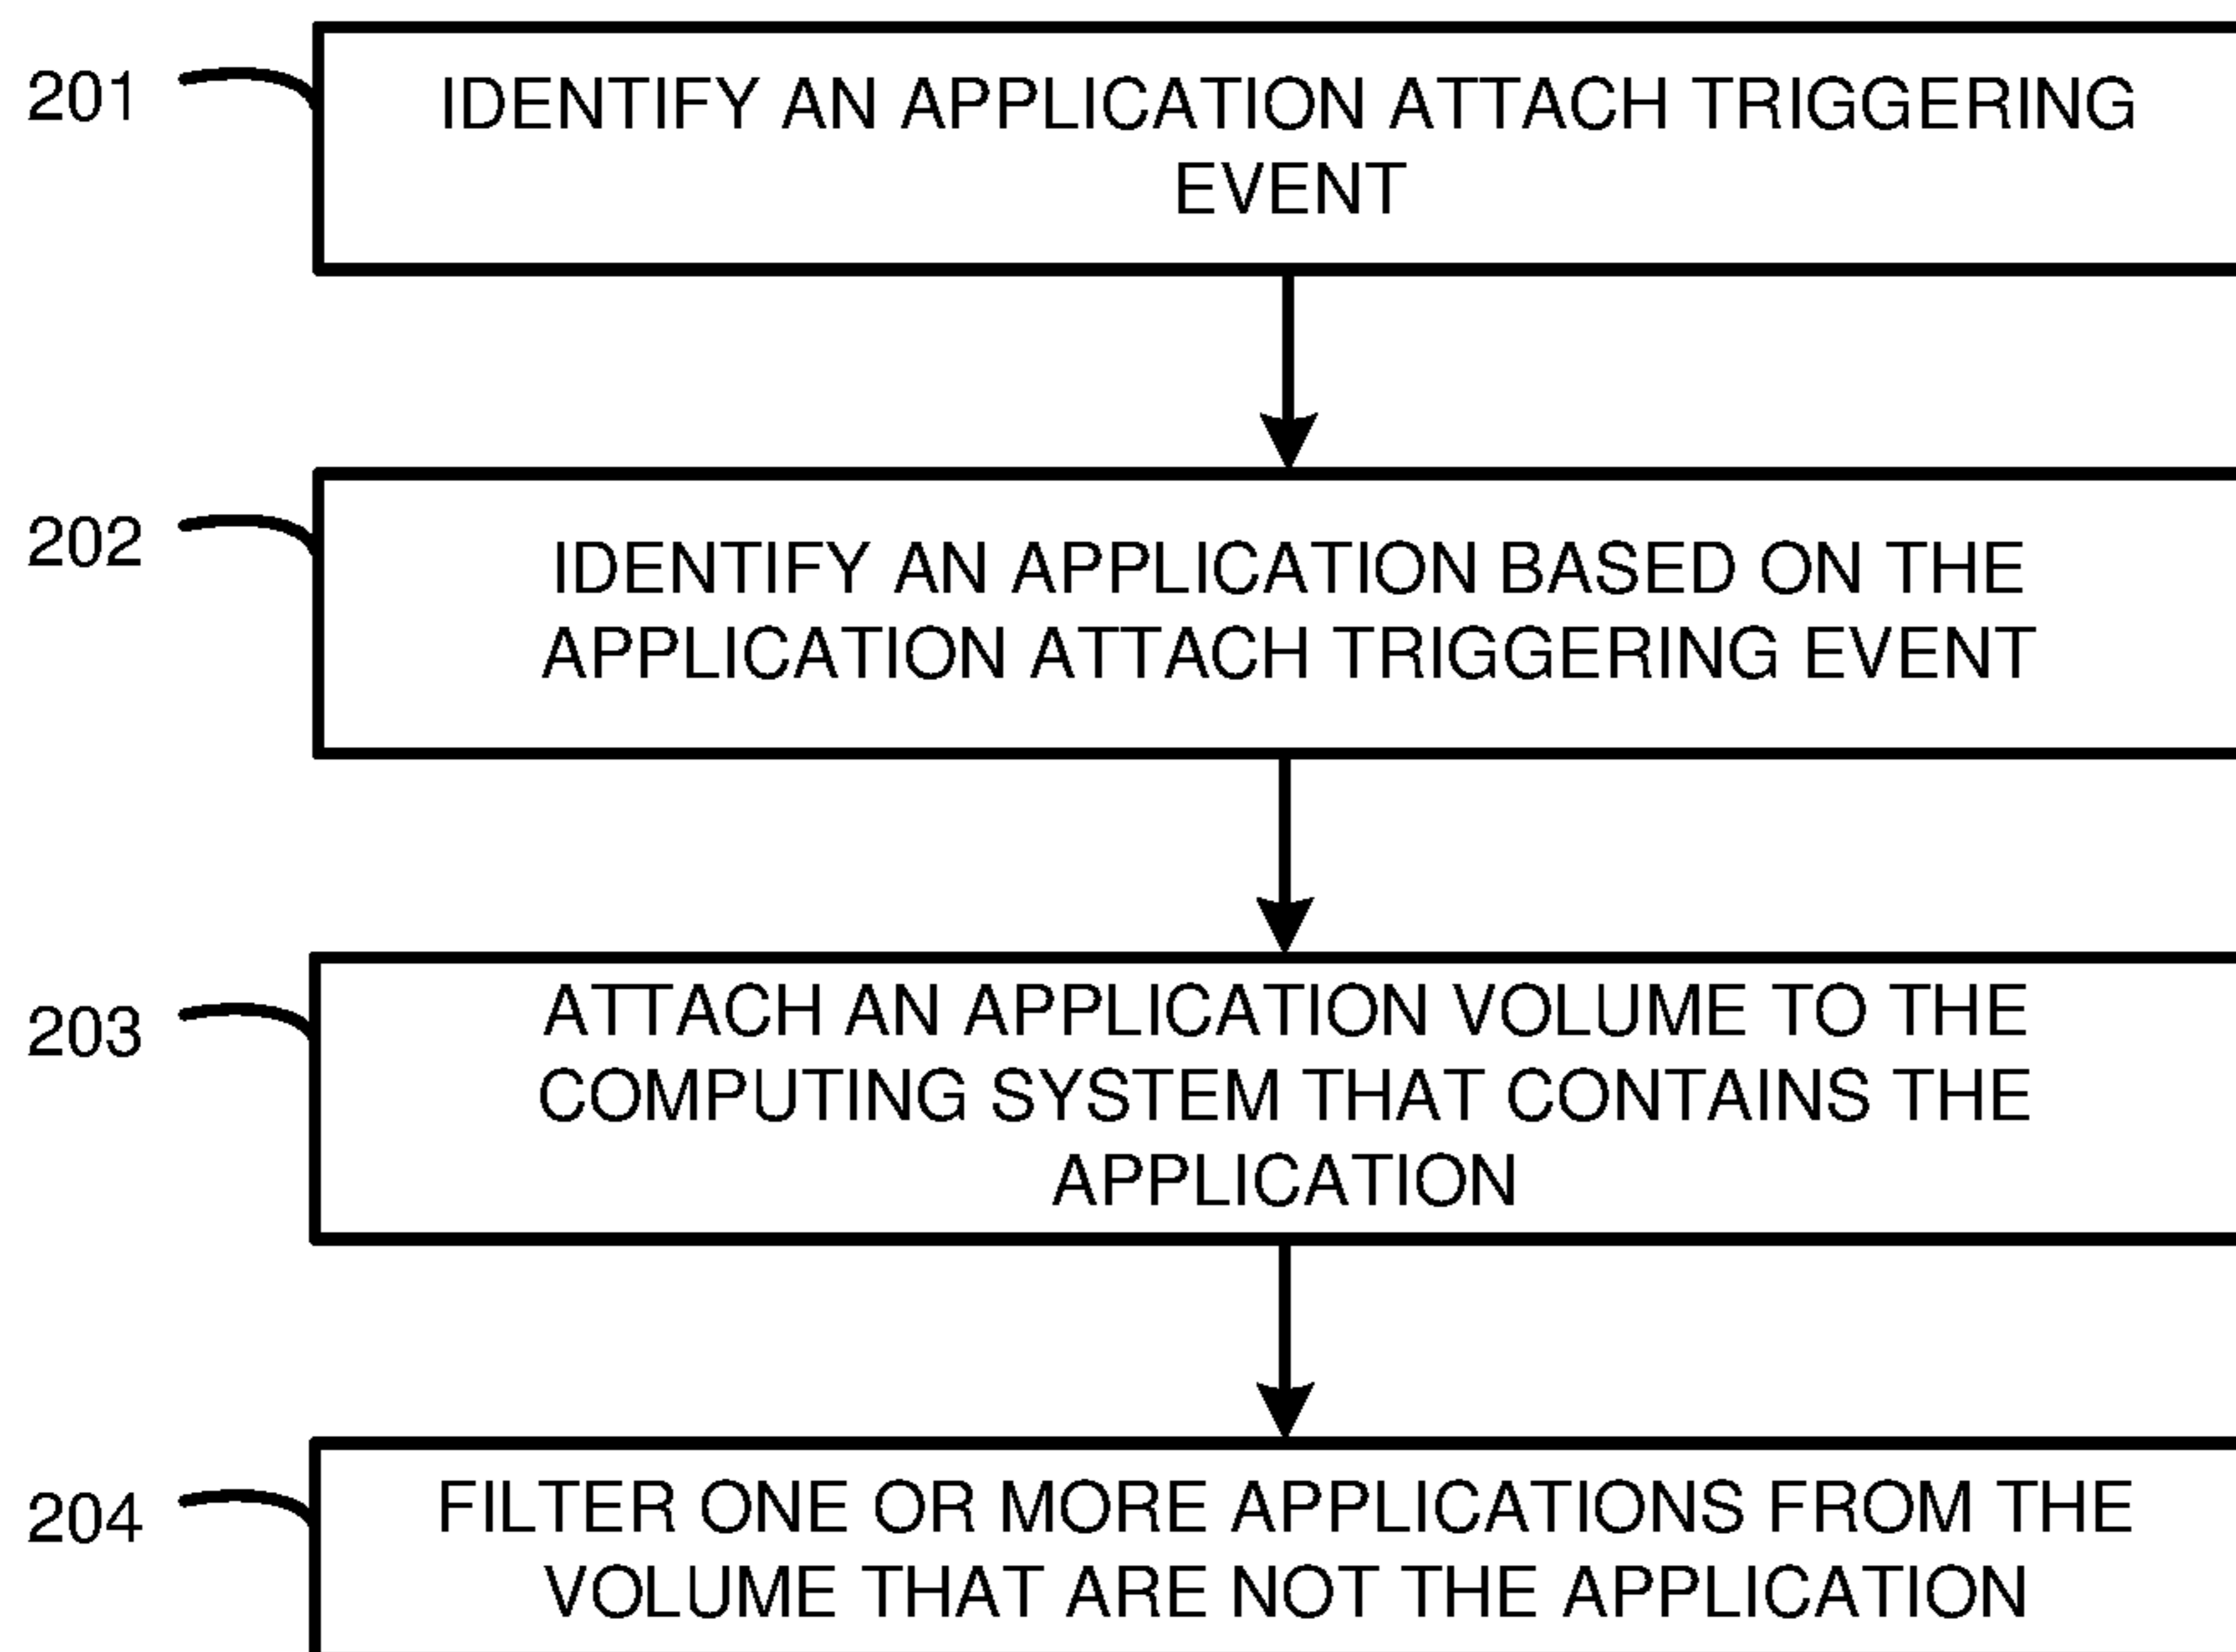 201
IDENTIFY AN APPLICATION ATTACH TRIGGERING
EVENT
202
IDENTIFY AN APPLICATION BASED ON THE
APPLICATION ATTACH TRIGGERING EVENT
203
ATTACH AN APPLICATION VOLUME TO THE
COMPUTING SYSTEM THAT CONTAINS THE
APPLICATION
204
FILTER ONE OR MORE APPLICATIONS FROM THE
VOLUME THAT ARE NOT THE APPLICATION